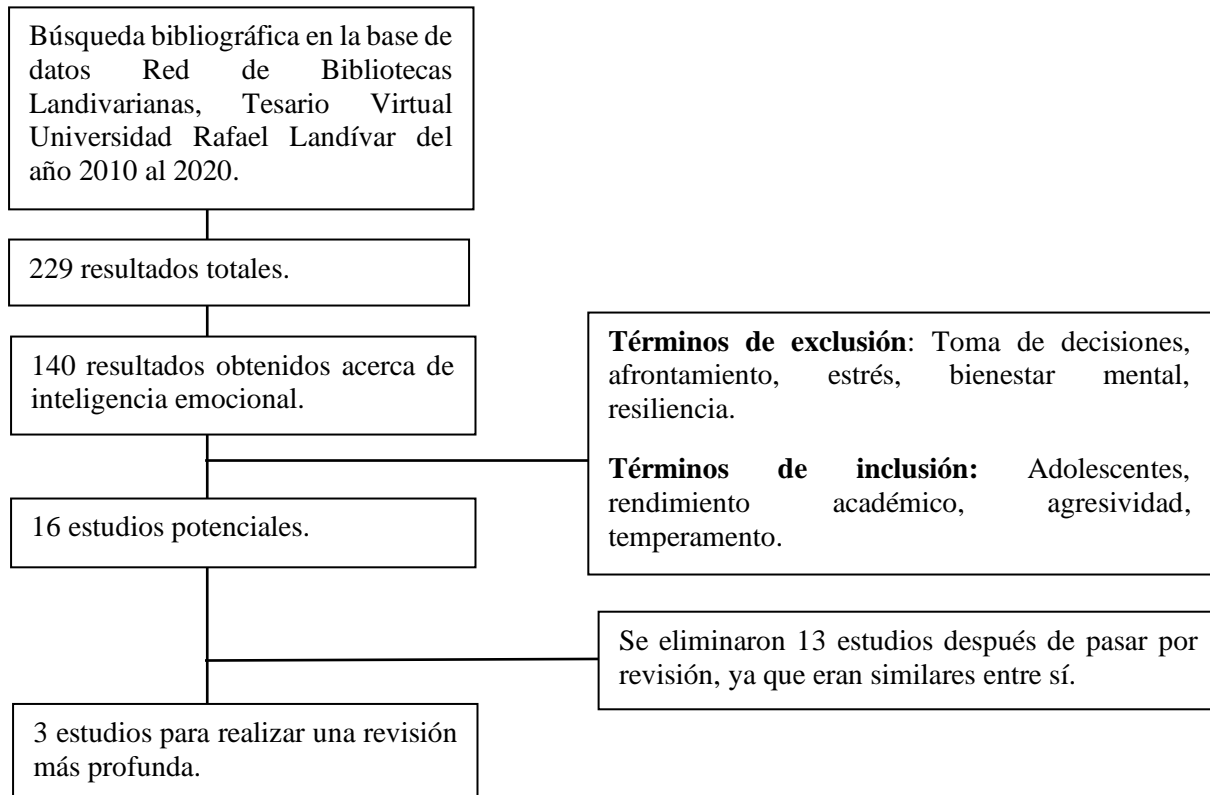 Búsqueda bibliográfica en la base de
datos Red de Bibliotecas
Landivarianas, Tesario Virtual
Universidad Rafael Landívar del
año 2010 al 2020.
229 resultados totales.
140 resultados obtenidos acerca de
inteligencia emocional.
Términos de exclusión: Toma de decisiones,
afrontamiento, estrés, bienestar mental,
resiliencia.
Términos de inclusión: Adolescentes,
rendimiento académico, agresividad,
temperamento.
16 estudios potenciales.
Se eliminaron 13 estudios después de pasar por
revisión, ya que eran similares entre sí.
3 estudios para realizar una revisión
más profunda.